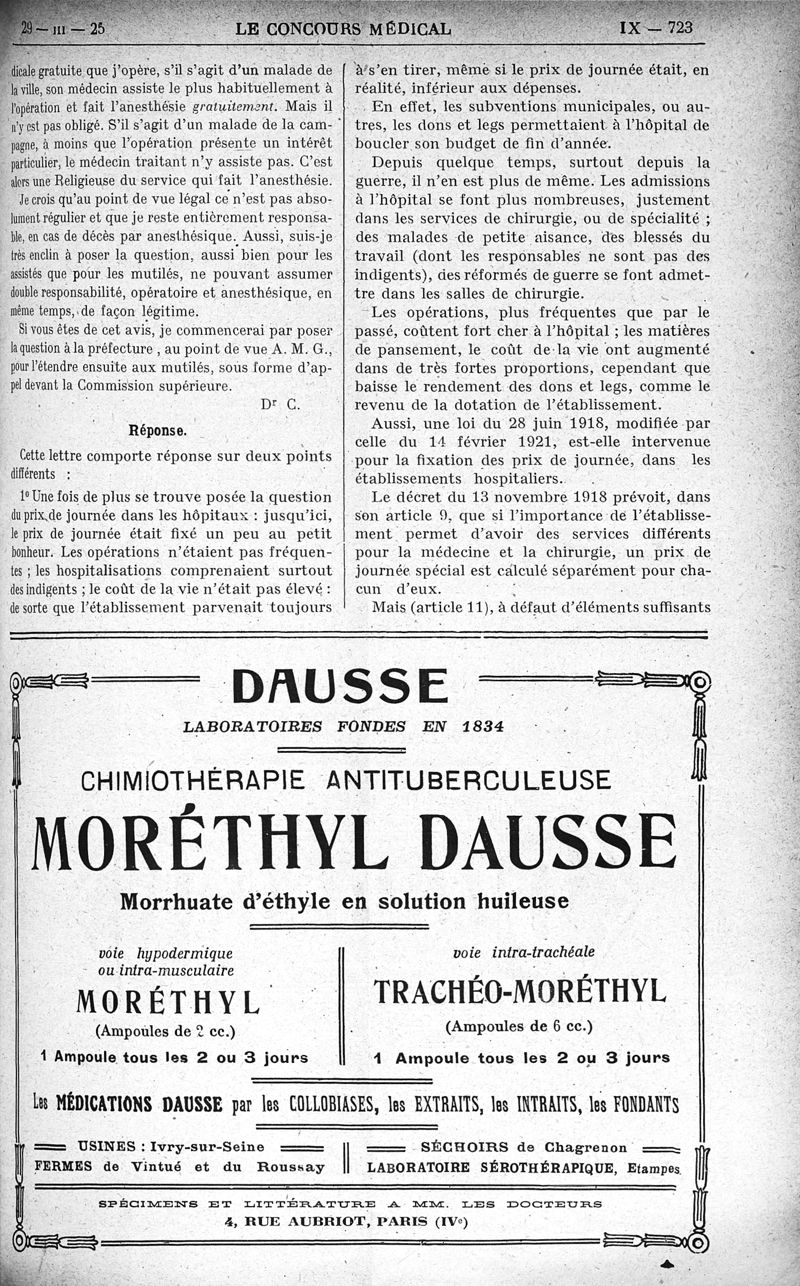 29 — III — 25 LE CONCOURS MÉDICAL IX — 723
dicale gratuite que j'opère, s'il s'agit d'un malade de
la ville, son médecin assiste le plus habituellement à
l'opération et fait l'anesthésie gratuitement. Mais il
n'y est pas obligé. S'il s'agit d'un malade de la cam-
pagne, à moins que l'opération présente un intérêt
particulier, le médecin traitant n'y assiste pas. C'est
alors une Religieuse du service qui fait l'anesthésie.
Je crois qu'au point de vue légal ce n'est pas abso-
lument régulier et que je reste entièrement responsa-
ble, en cas de décès par anesthésique. Aussi, suis-je
très enclin à poser la question, aussi bien pour les
assistés que pour les mutilés, ne pouvant assumer
double responsabilité, opératoire et anesthésique, en
même temps, de façon légitime.
Si vous êtes de cet avis, je commencerai par poser
la question à la préfecture, au point de vue A. M. G.,
pour l'étendre ensuite aux mutilés, sous forme d'ap-
pel devant la Commission supérieure.
Dr C.
Réponse.
Cette lettre comporte réponse sur deux points
différents :
1° Une fois de plus se trouve posée la question
du prix de journée dans les hôpitaux : jusqu'ici,
le prix de journée était fixé un peu au petit
bonheur. Les opérations n'étaient pas fréquen-
tes ; les hospitalisations comprenaient surtout
des indigents ; le coût de la vie n'était pas élevé :
de sorte que l'établissement parvenait toujours
à s'en tirer, même si le prix de journée était, en
réalité, inférieur aux dépenses.
En effet, les subventions municipales, ou au-
tres, les dons et legs permettaient à l'hôpital de
boucler son budget de fin d'année.
Depuis quelque temps, surtout depuis la
guerre, il n'en est plus de même. Les admissions
à l'hôpital se font plus nombreuses, justement
dans les services de chirurgie, ou de spécialité ;
des malades de petite aisance, des blessés du
travail (dont les responsables ne sont pas des
indigents), des réformés de guerre se font admet-
tre dans les salles de chirurgie.
Les opérations, plus fréquentes que par le
passé, coûtent fort cher à l'hôpital ; les matières
de pansement, le coût de la vie ont augmenté
dans de très fortes proportions, cependant que
baisse le rendement des dons et legs, comme le
revenu de la dotation de l'établissement.
Aussi, une loi du 28 juin 1918, modifiée par
celle du 14 février 1921, est-elle intervenue
pour la fixation des prix de journée, dans les
établissements hospitaliers.
Le décret du 13 novembre 1918 prévoit, dans
son article 9, que si l'importance de l'établisse-
ment permet d'avoir des services différents
pour la médecine et la chirurgie, un prix de
journée spécial est calculé séparément pour cha-
cun d'eux.
Mais (article 11), à défaut d'éléments suffisants
DAUSSE
LABORATOIRES FONDES EN 1834
CHIMIOTHÉRAPIE ANTITUBERCULEUSE
MORÉTHYL DAUSSE
Morrhuate d'éthyle en solution huileuse
voie hypodermique
ou intra-musculaire
MORÉTHYL
(Ampoules de 2 cc.)
1 Ampoule tous les 2 ou 3 jours
voie intra-trachéale
TRACHÉO-MORÉTHYL
(Ampoules de 6 cc.)
1 Ampoule tous les 2 ou 3 jours
Les MÉDICATIONS DAUSSE par les COLLOBIASES, les EXTRAITS, les INTRAITS, les FONDANTS
USINES : Ivry-sur-Seine
FERMES de Vintué et du Roussay
SÉCHOIRS de Chagrenon
LABORATOIRE SÉROTHÉRAPIQUE, Etampes
SPÉCIMENS ET LITTÉRATURE A MM. LES DOCTEURS
4, RUE AUBRIOT, PARIS (IVe)